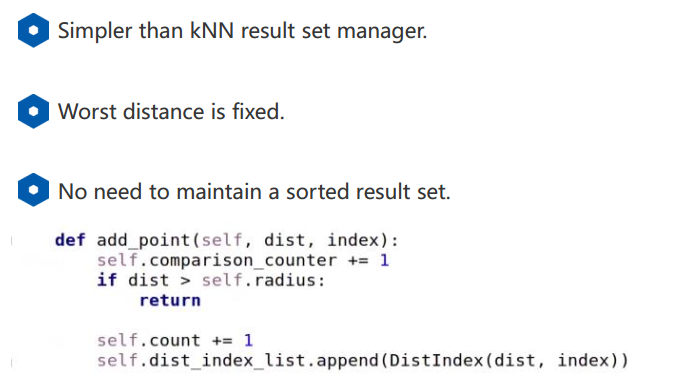 Simpler than kNN result set manager.
Worst distance is fixed.
No need to maintain a sorted result set.
def add_point(self, dist, index):
    self.comparison_counter += 1
    if dist > self.radius:
        return

    self.count += 1
    self.dist_index_list.append(DistIndex(dist, index))